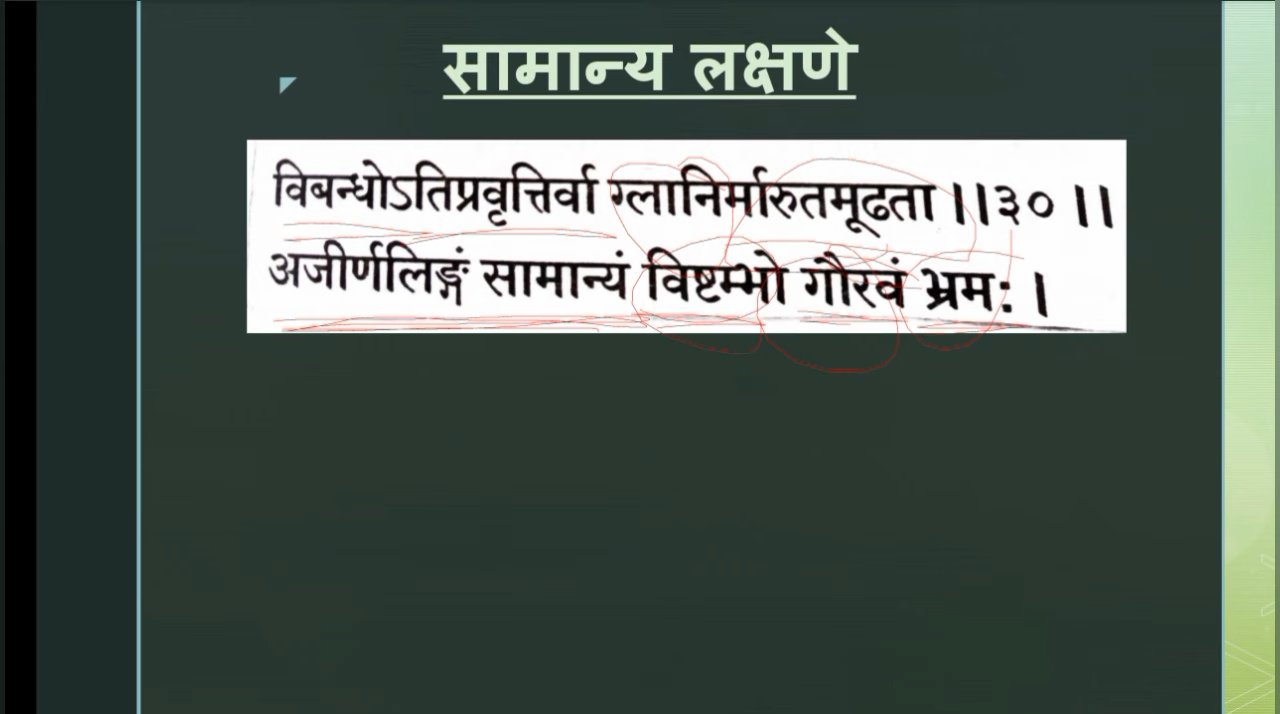 सामान्य लक्षणे
विबन्धोऽतिप्रवृत्तिर्वा ग्लानिर्मारुतमूढता ।।३० ।।
अजीर्णलिङ्गं सामान्यं विष्टम्भो गौरवं भ्रमः ।